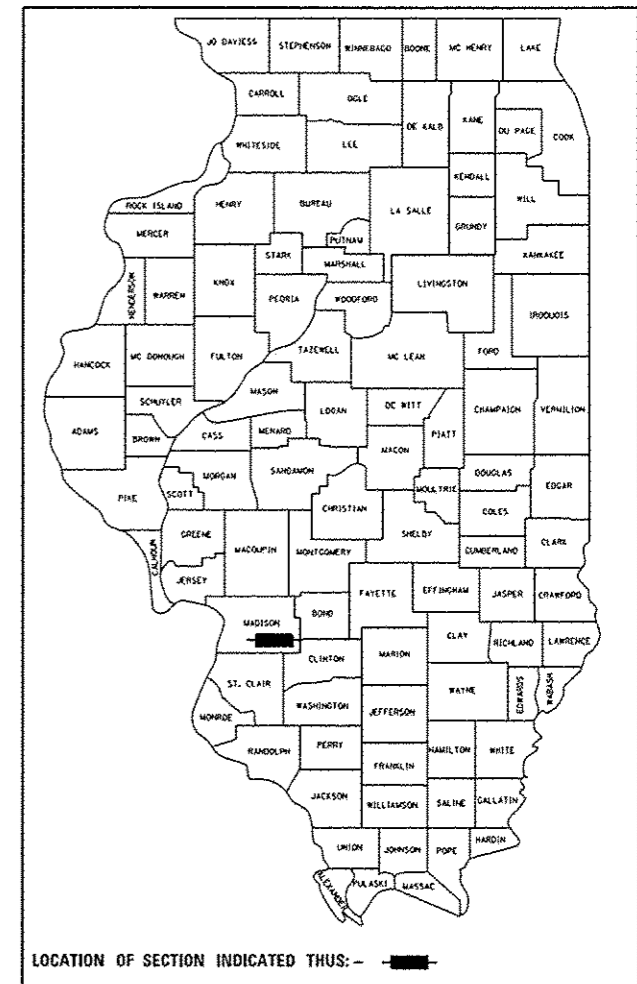 JO DAVIESS STEPHENSON WINNEBAGO BOONE MC HENRY LAKE
CARROLL OGLE DE KALB KANE DU PAGE COOK
WHITESIDE LEE
KENDALL
ROCK ISLAND HENRY BUREAU LA SALLE GRUNDY WILL
MERCER PUTNAM KANKAKEE
STARK MARSHALL
HENDERSON WARREN KNOX PEORIA WOODFORD LIVINGSTON IROQUOIS
HANCOCK MC DONOUGH FULTON TAZEWELL MC LEAN FORD
MASON
SCHUYLER LOGAN DE WITT CHAMPAIGN VERMILION
ADAMS BROWN CASS MENARD PIATT
MACON
PIKE SCOTT MORGAN SANGAMON MOULTRIE DOUGLAS EDGAR
CHRISTIAN COLES
CALHOUN GREENE MACOUPIN MONTGOMERY SHELBY CUMBERLAND CLARK
JERSEY FAYETTE EFFINGHAM JASPER CRAWFORD
MADISON BOND CLAY RICHLAND LAWRENCE
CLINTON MARION
ST. CLAIR WAYNE EDWARDS WABASH
WASHINGTON JEFFERSON
MONROE
RANDOLPH PERRY HAMILTON WHITE
FRANKLIN
JACKSON WILLIAMSON SALINE GALLATIN
UNION JOHNSON POPE HARDIN
ALEXANDER PULASKI MASSAC
LOCATION OF SECTION INDICATED THUS: -